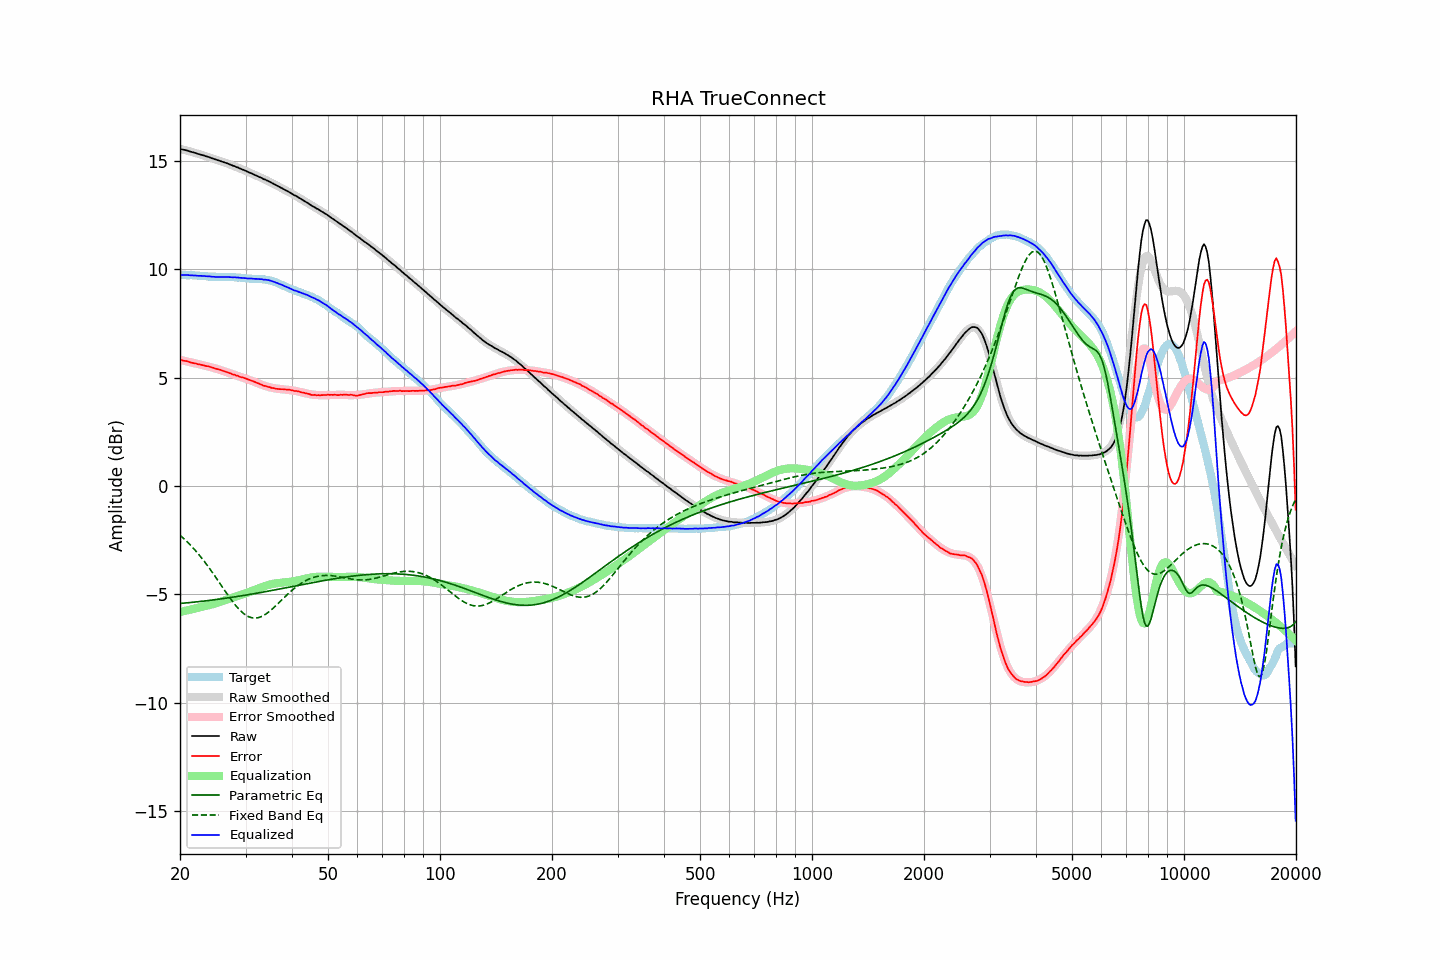 RHA TrueConnect
Amplitude (dBr)
15
10
5
0
−5
−10
−15
Target
Raw Smoothed
Error Smoothed
Raw
Error
Equalization
Parametric Eq
Fixed Band Eq
Equalized
20 50 100 200 500 1000 2000 5000 10000 20000
Frequency (Hz)